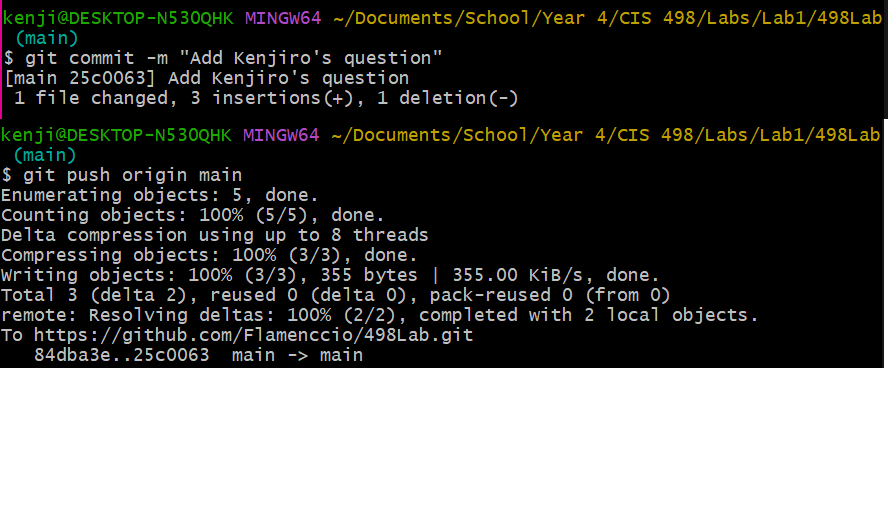 kenji@DESKTOP-N530QHK MINGW64 ~/Documents/School/Year 4/CIS 498/Labs/Lab1/498Lab
(main)
$ git commit -m "Add Kenjiro's question"
[main 25c0063] Add Kenjiro's question
1 file changed, 3 insertions(+), 1 deletion(-)
kenji@DESKTOP-N530QHK MINGW64 ~/Documents/School/Year 4/CIS 498/Labs/Lab1/498Lab
(main)
$ git push origin main
Enumerating objects: 5, done.
Counting objects: 100% (5/5), done.
Delta compression using up to 8 threads
Compressing objects: 100% (3/3), done.
Writing objects: 100% (3/3), 355 bytes | 355.00 KiB/s, done.
Total 3 (delta 2), reused 0 (delta 0), pack-reused 0 (from 0)
remote: Resolving deltas: 100% (2/2), completed with 2 local objects.
To https://github.com/Flamenccio/498Lab.git
84dba3e..25c0063  main -> main